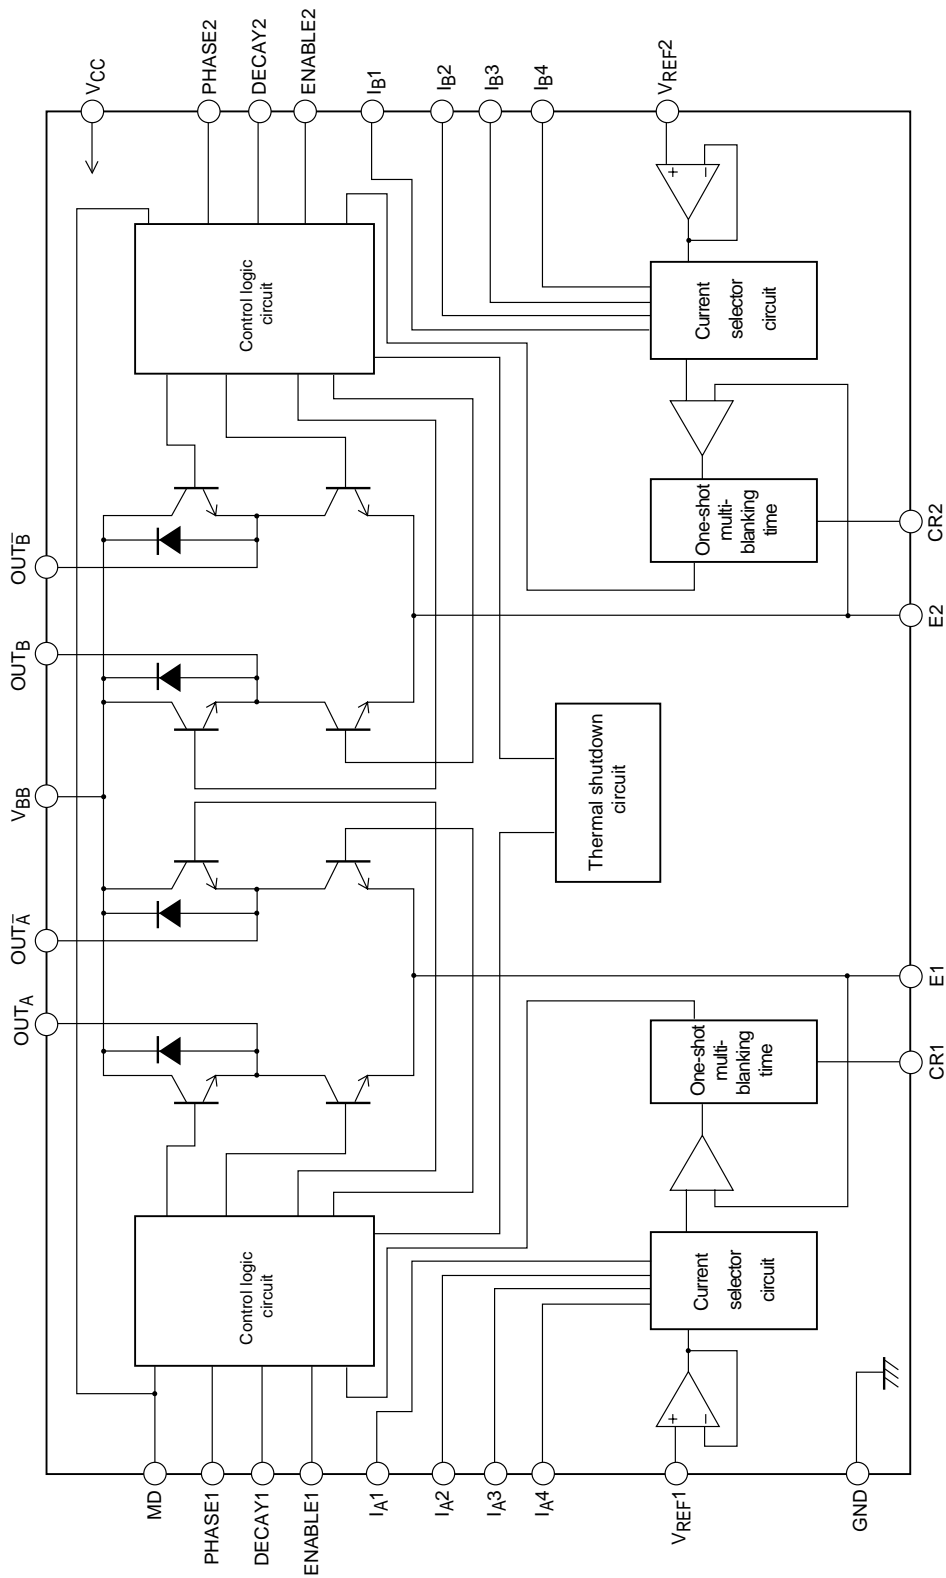 OUTA
OUTA̅
VBB
OUTB
OUTB̅
VCC
MD
PHASE1
DECAY1
ENABLE1
Control logic
circuit
Control logic
circuit
PHASE2
DECAY2
ENABLE2
IA1
IA2
IA3
IA4
IB1
IB2
IB3
IB4
Thermal shutdown
circuit
VREF1
+
−
Current
selector
circuit
One-shot
multi-
blanking
time
One-shot
multi-
blanking
time
Current
selector
circuit
+
−
VREF2
GND
CR1
E1
E2
CR2